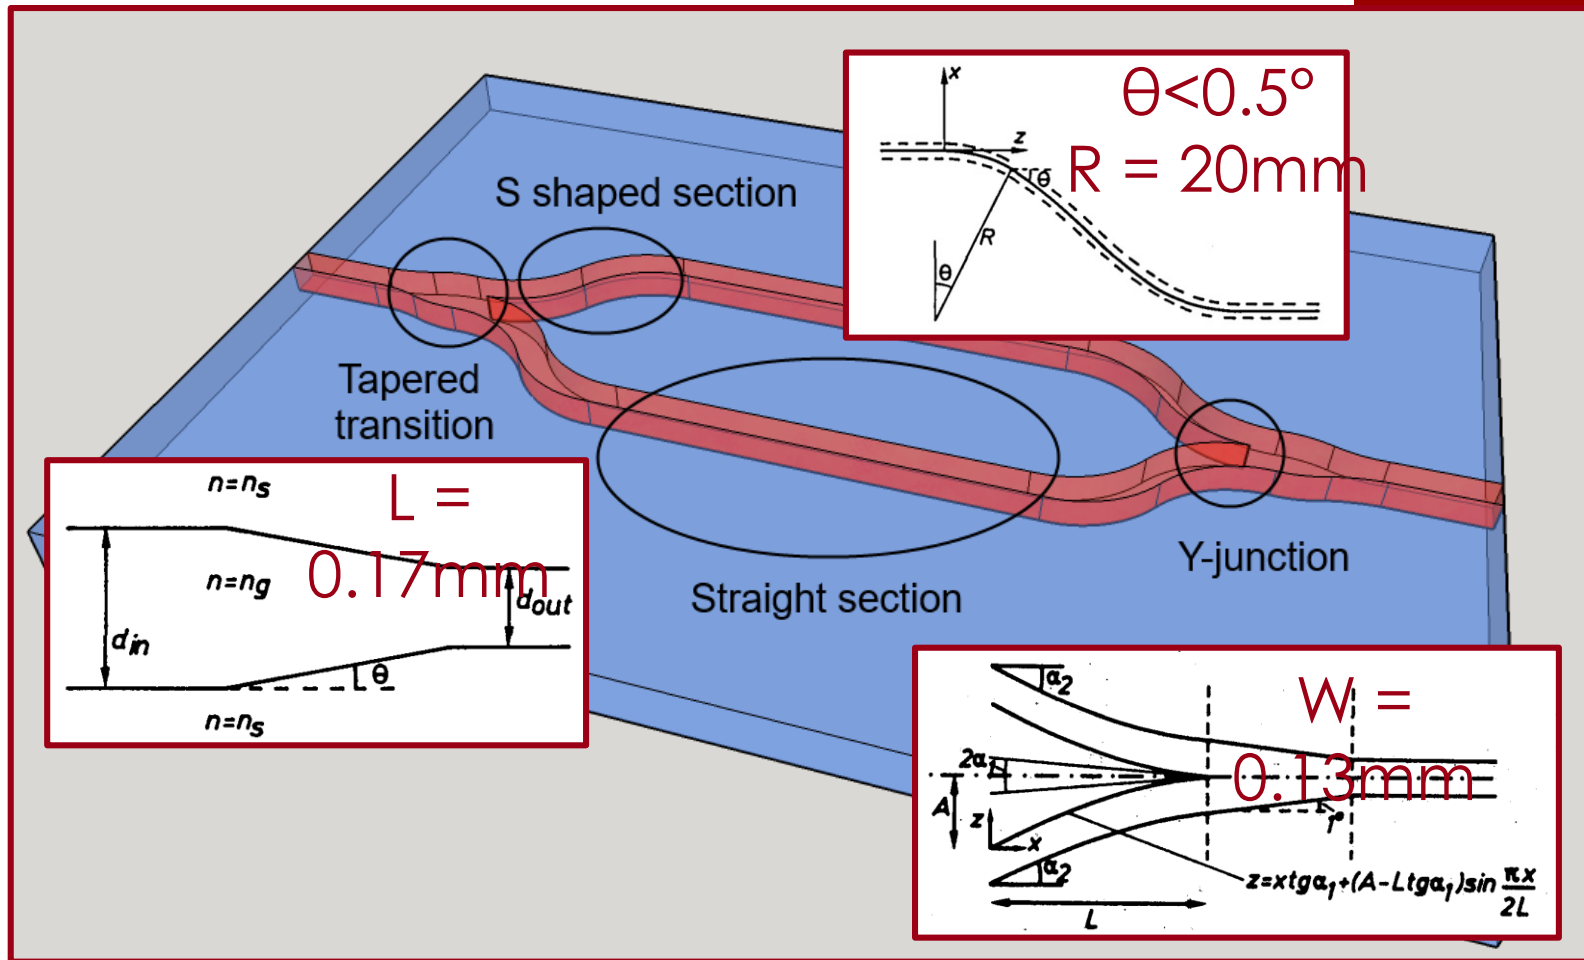 x
z
θ<0.5°
R = 20mm
θ
R
θ
S shaped section
Tapered
transition
Straight section
Y-junction
n=ns
L =
n=ng
0.17mm
dout
din
θ
n=ns
α2
W =
2α1
0.13mm
A
z
x
1°
α2
z=xtgα1+(A-Ltgα1)sin πx/2L
L